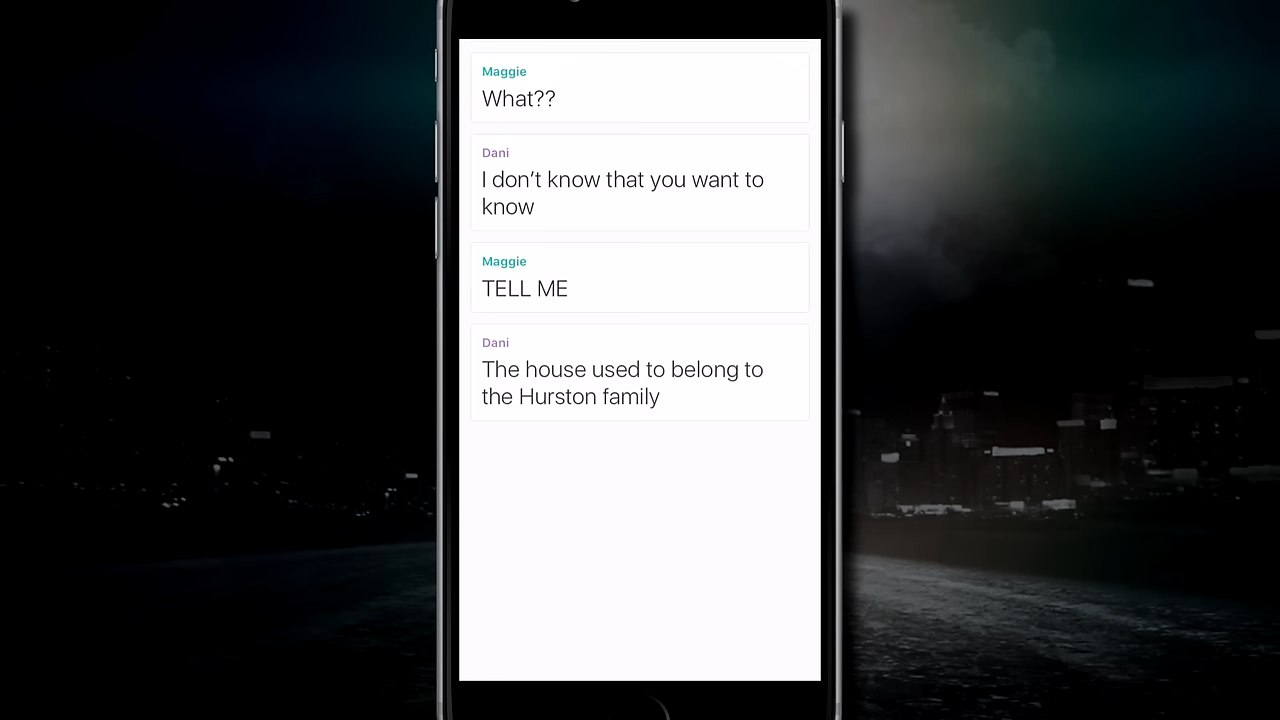 Maggie
What??
Dani
I don’t know that you want to
know
Maggie
TELL ME
Dani
The house used to belong to
the Hurston family